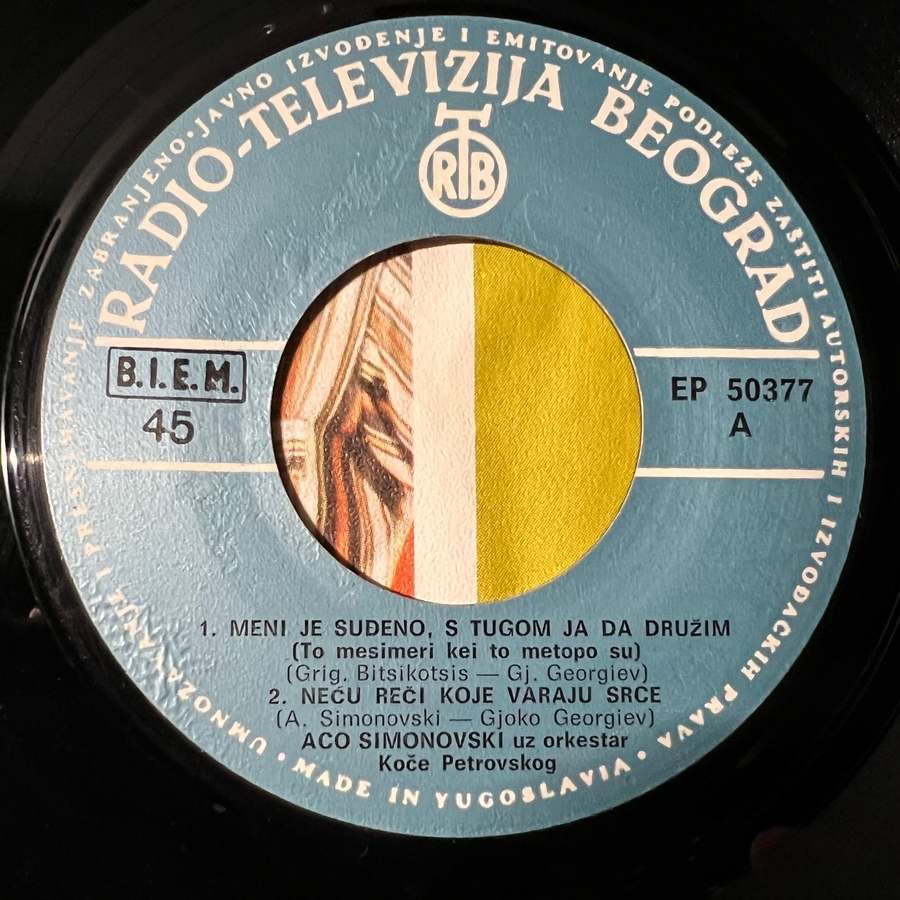 UMNOŽAVANJE I PRESNIMAVANJE ZABRANJENO • JAVNO IZVOĐENJE I EMITOVANJE PODLEŽE ZAŠTITI AUTORSKIH I IZVOĐAČKIH PRAVA •
RADIO-TELEVIZIJA BEOGRAD
RTB
B.I.E.M.
45
EP 50377
A
1. MENI JE SUĐENO, S TUGOM JA DA DRUŽIM
(To mesimeri kei to metopo su)
(Grig. Bitsikotsis — Gj. Georgiev)
2. NEĆU REČI KOJE VARAJU SRCE
(A. Simonovski — Gjoko Georgiev)
ACO SIMONOVSKI uz orkestar
Koče Petrovskog
MADE IN YUGOSLAVIA •